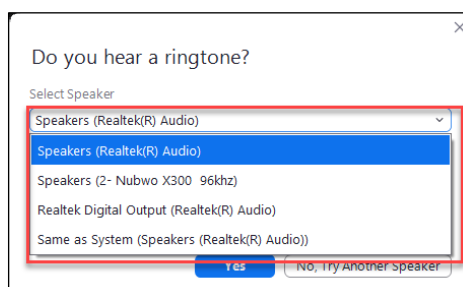 Do you hear a ringtone?
Select Speaker
Speakers (Realtek(R) Audio)
Speakers (Realtek(R) Audio)
Speakers (2- Nubwo X300 96khz)
Realtek Digital Output (Realtek(R) Audio)
Same as System (Speakers (Realtek(R) Audio))
Yes
No, Try Another Speaker